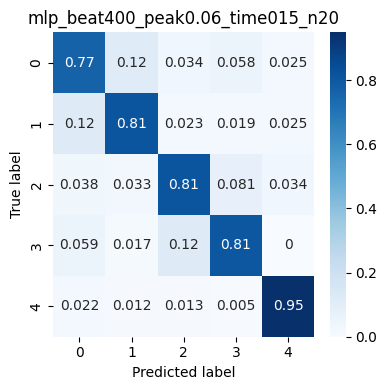 mlp_beat400_peak0.06_time015_n20
0 0.77 0.12 0.034 0.058 0.025
1 0.12 0.81 0.023 0.019 0.025
2 0.038 0.033 0.81 0.081 0.034
3 0.059 0.017 0.12 0.81 0
4 0.022 0.012 0.013 0.005 0.95
0 1 2 3 4
True label
Predicted label
0.8
0.6
0.4
0.2
0.0